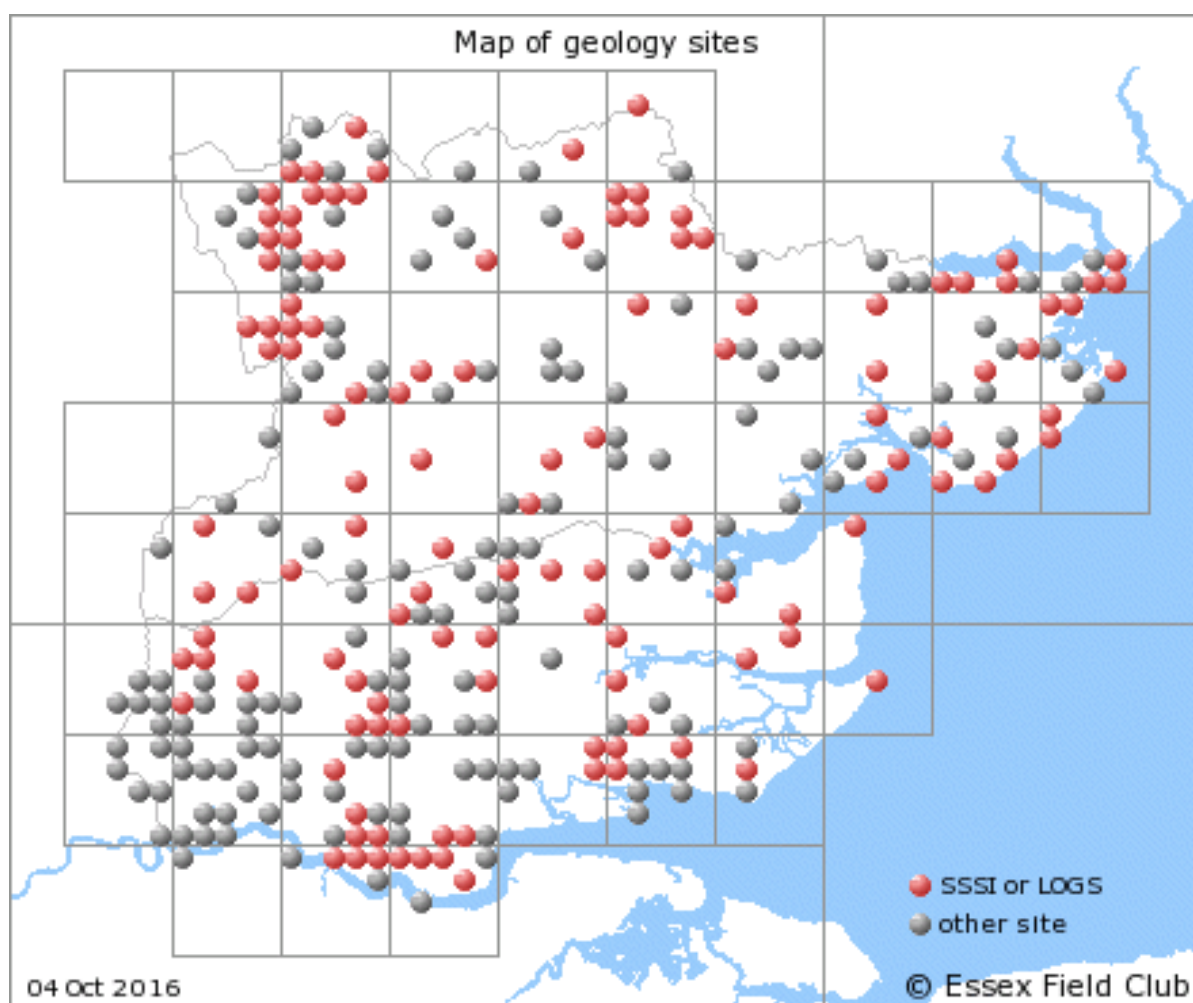 Map of geology sites
SSSI or LOGS
other site
04 Oct 2016
© Essex Field Club